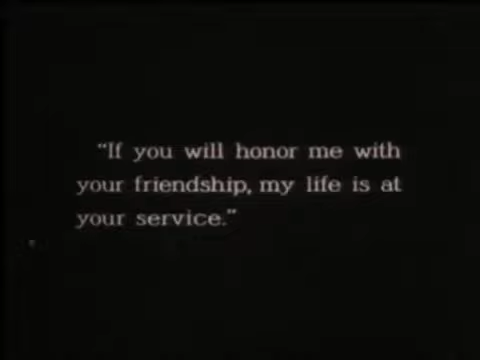 “If you will honor me with
your friendship, my life is at
your service.”